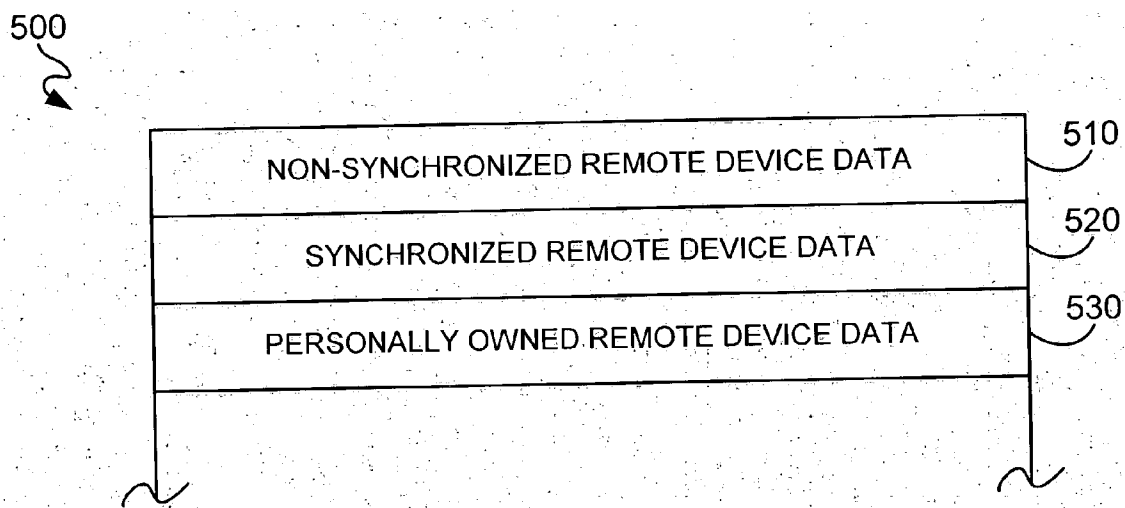 500
NON-SYNCHRONIZED REMOTE DEVICE DATA
510
SYNCHRONIZED REMOTE DEVICE DATA
520
PERSONALLY OWNED REMOTE DEVICE DATA
530